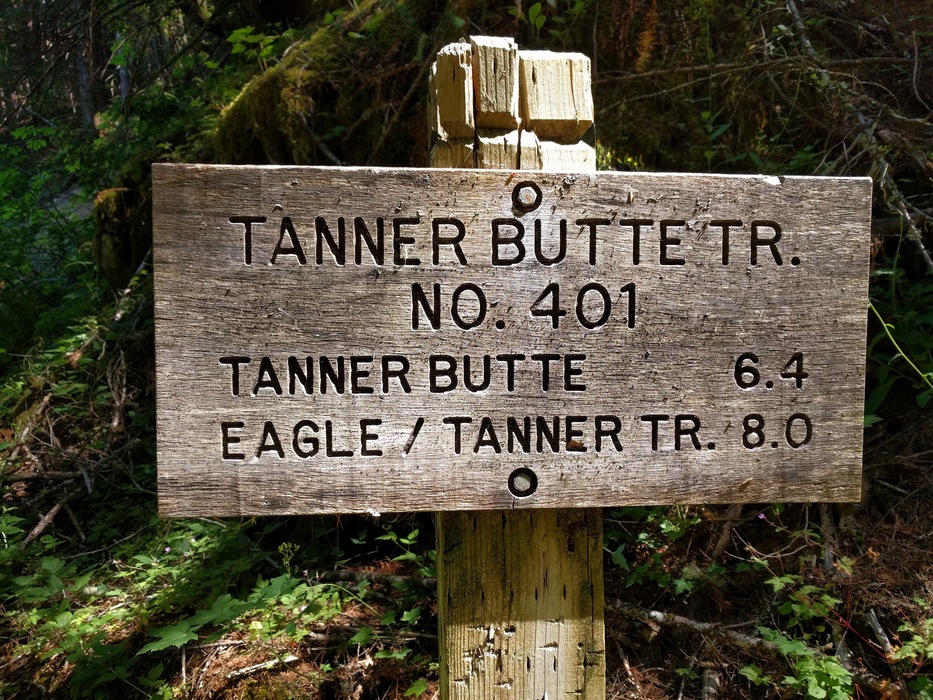 TANNER BUTTE TR.
NO. 401
TANNER BUTTE 6.4
EAGLE / TANNER TR. 8.0